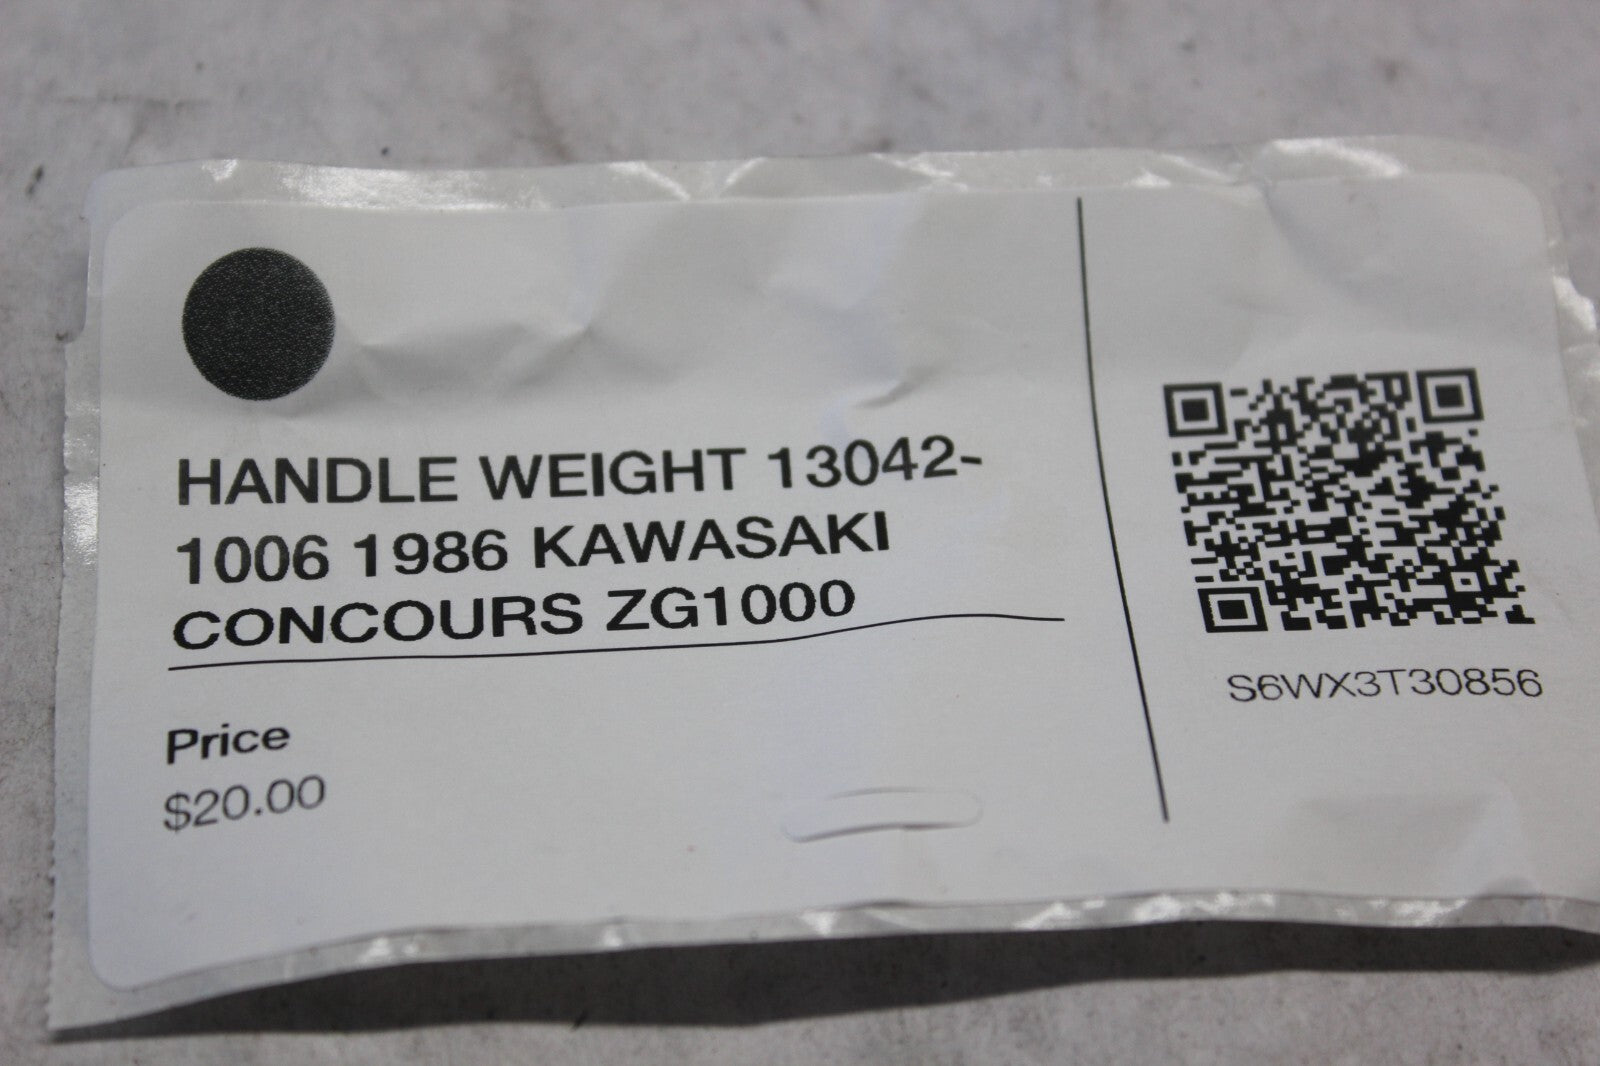 HANDLE WEIGHT 13042-
1006 1986 KAWASAKI
CONCOURS ZG1000
Price
$20.00
S6WX3T30856